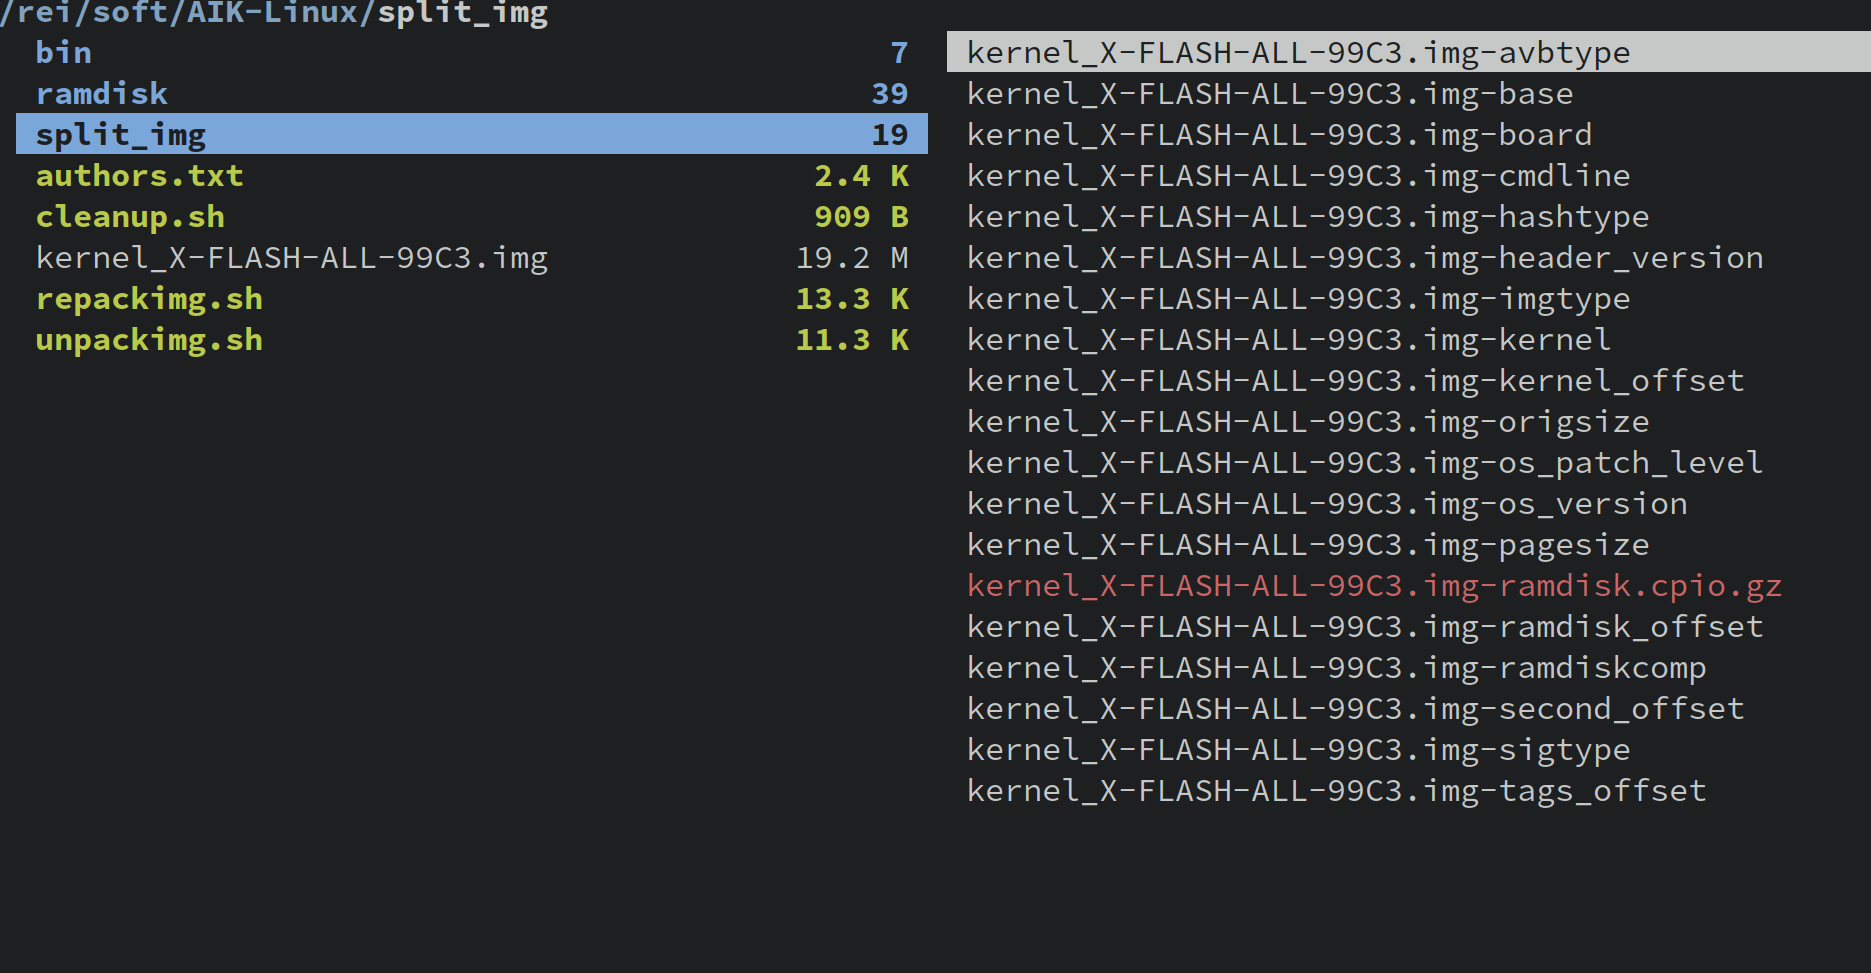 /rei/soft/AIK-Linux/split_img
bin 7
ramdisk 39
split_img 19
authors.txt 2.4 K
cleanup.sh 909 B
kernel_X-FLASH-ALL-99C3.img 19.2 M
repackimg.sh 13.3 K
unpackimg.sh 11.3 K
kernel_X-FLASH-ALL-99C3.img-avbtype
kernel_X-FLASH-ALL-99C3.img-base
kernel_X-FLASH-ALL-99C3.img-board
kernel_X-FLASH-ALL-99C3.img-cmdline
kernel_X-FLASH-ALL-99C3.img-hashtype
kernel_X-FLASH-ALL-99C3.img-header_version
kernel_X-FLASH-ALL-99C3.img-imgtype
kernel_X-FLASH-ALL-99C3.img-kernel
kernel_X-FLASH-ALL-99C3.img-kernel_offset
kernel_X-FLASH-ALL-99C3.img-origsize
kernel_X-FLASH-ALL-99C3.img-os_patch_level
kernel_X-FLASH-ALL-99C3.img-os_version
kernel_X-FLASH-ALL-99C3.img-pagesize
kernel_X-FLASH-ALL-99C3.img-ramdisk.cpio.gz
kernel_X-FLASH-ALL-99C3.img-ramdisk_offset
kernel_X-FLASH-ALL-99C3.img-ramdiskcomp
kernel_X-FLASH-ALL-99C3.img-second_offset
kernel_X-FLASH-ALL-99C3.img-sigtype
kernel_X-FLASH-ALL-99C3.img-tags_offset